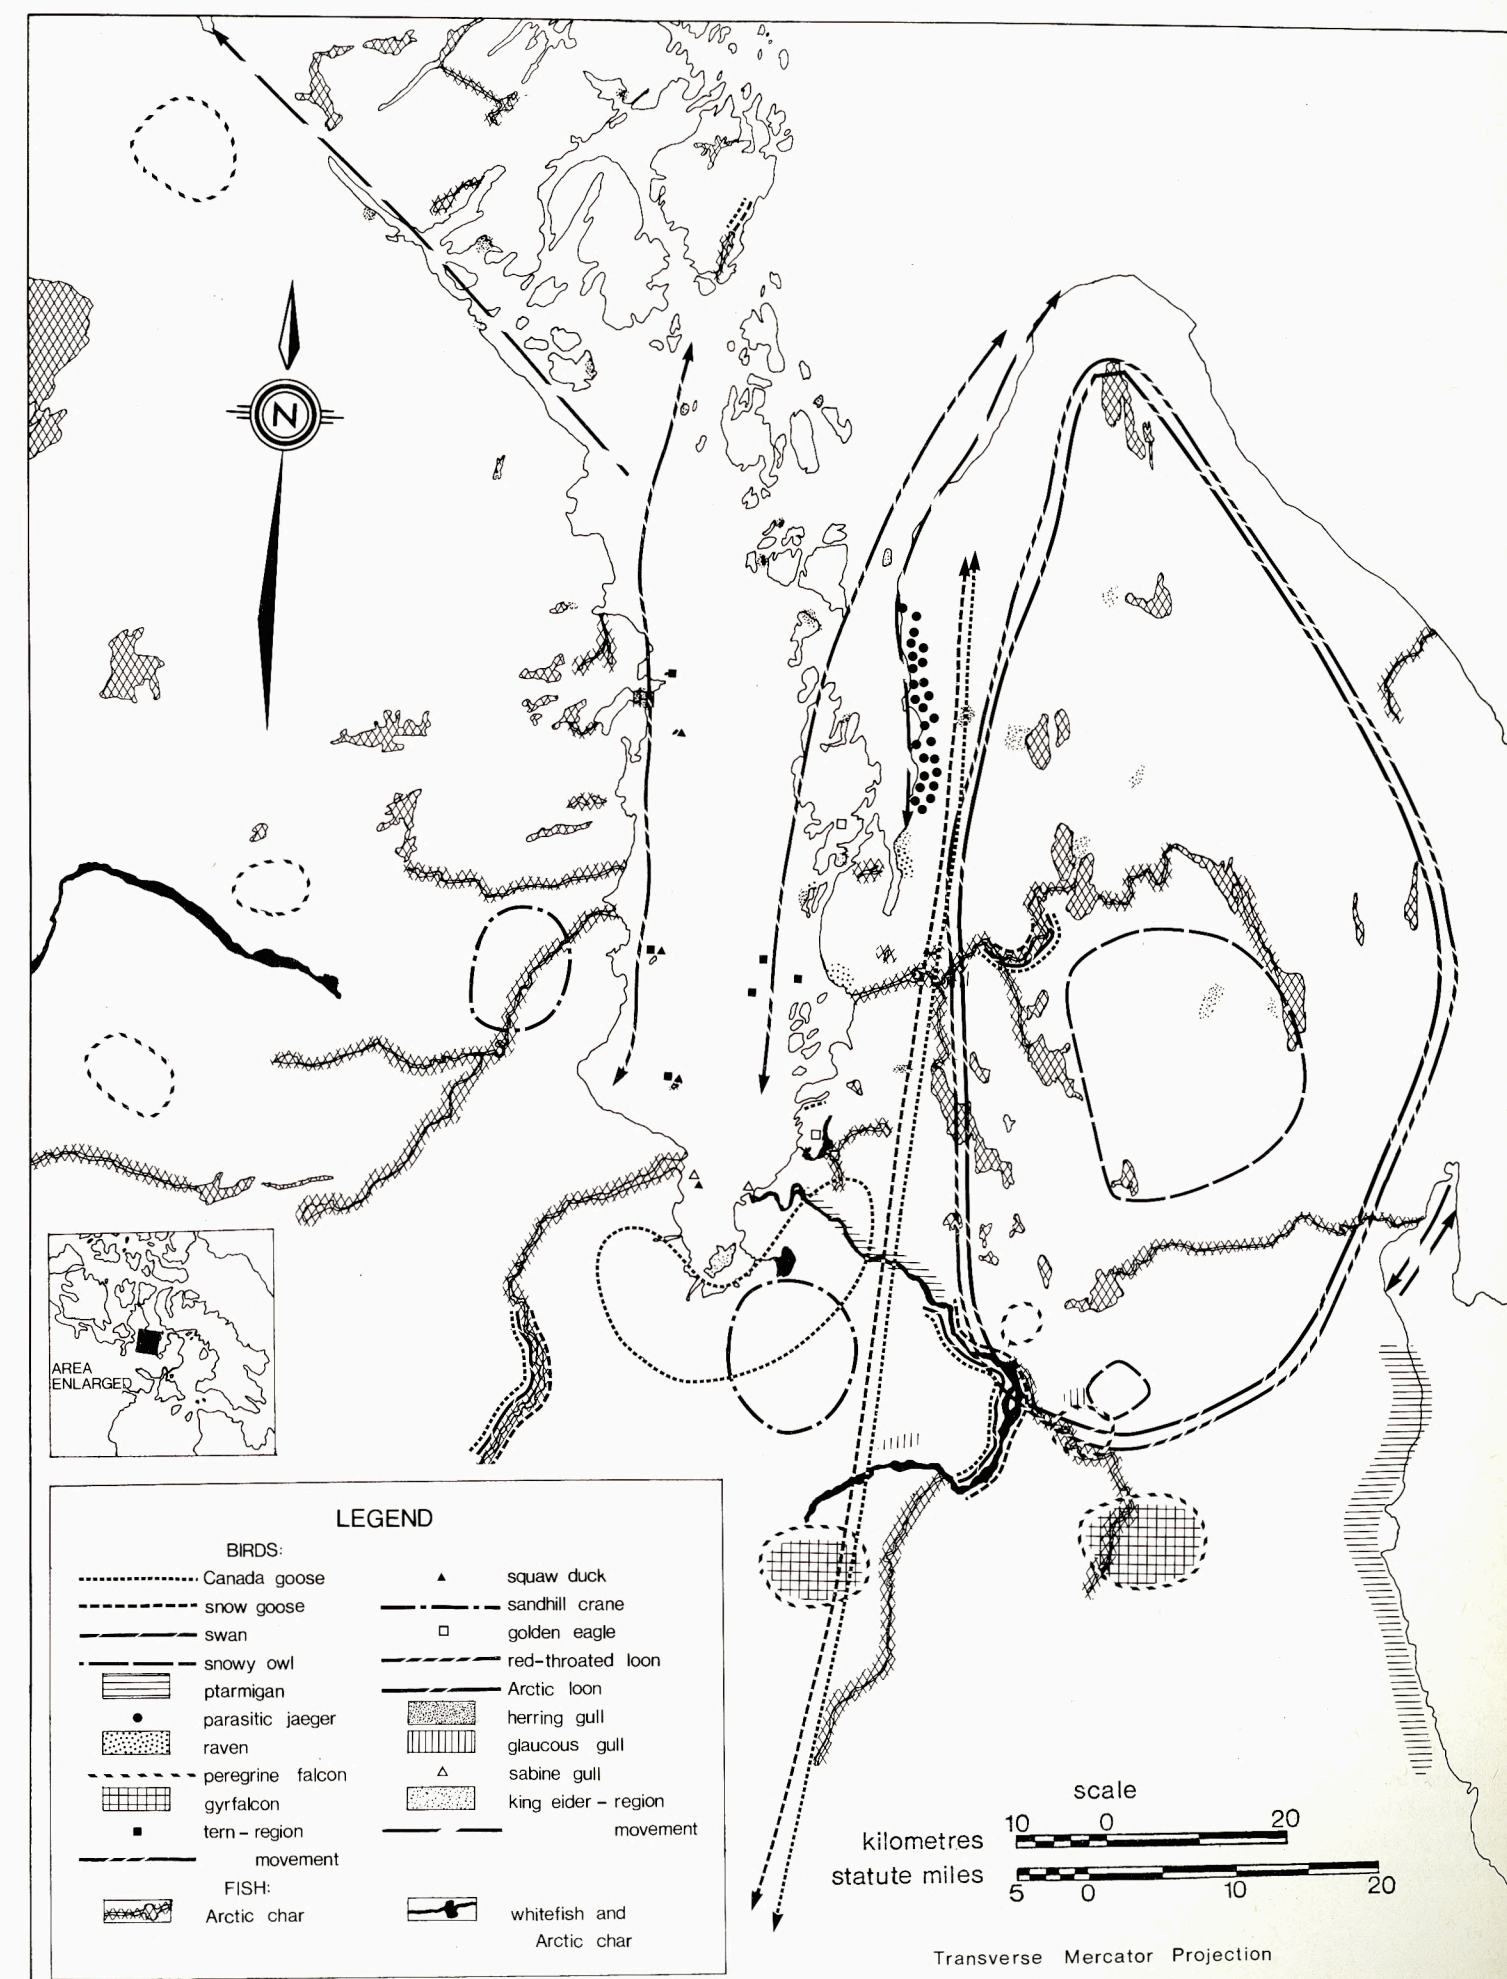 N
AREA
ENLARGED
LEGEND
BIRDS:
Canada goose
snow goose
swan
snowy owl
ptarmigan
parasitic jaeger
raven
peregrine falcon
gyrfalcon
tern-region
movement
squaw duck
sandhill crane
golden eagle
red-throated loon
Arctic loon
herring gull
glaucous gull
sabine gull
king eider - region
movement
FISH:
Arctic char
whitefish and
Arctic char
scale
10 0 20
kilometres
statute miles
5 0 10 20
Transverse Mercator Projection